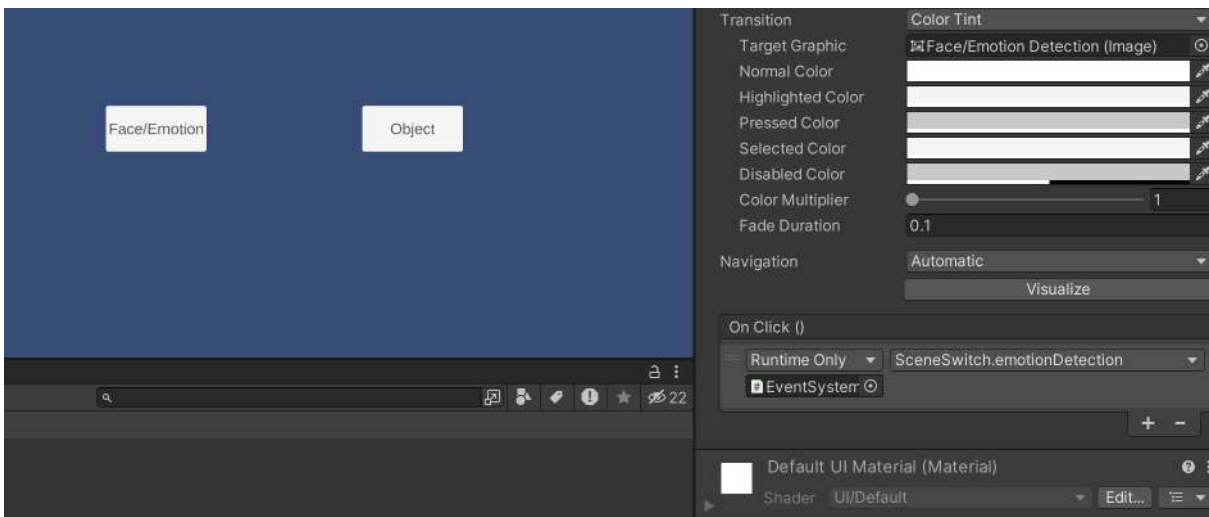 Face/Emotion
Object
22
Transition Color Tint
Target Graphic Face/Emotion Detection (Image)
Normal Color
Highlighted Color
Pressed Color
Selected Color
Disabled Color
Color Multiplier 1
Fade Duration 0.1
Navigation Automatic
Visualize
On Click ()
Runtime Only SceneSwitch.emotionDetection
EventSystem
+ −
Default UI Material (Material)
Shader UI/Default Edit...